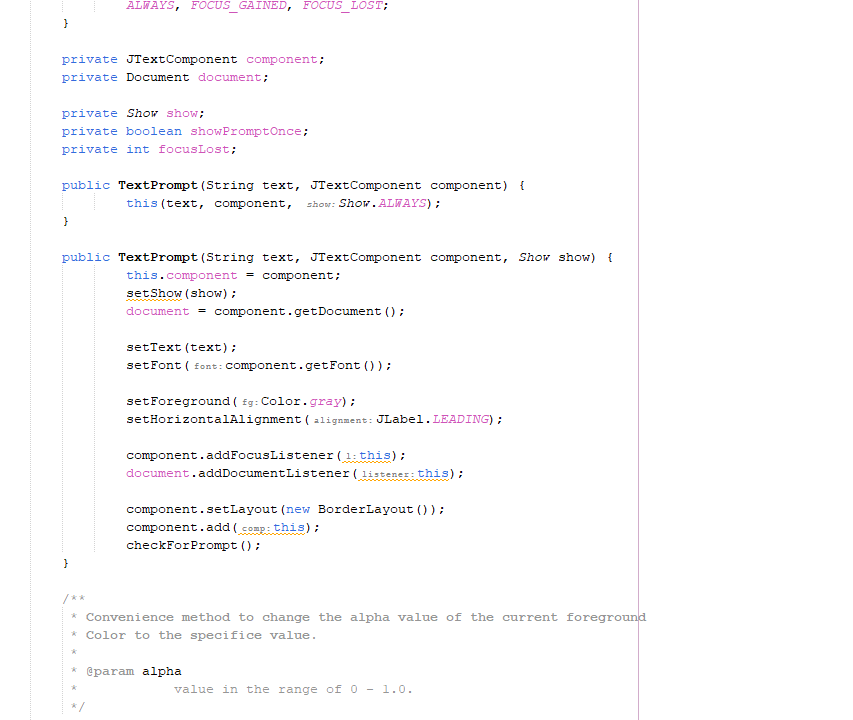 ALWAYS, FOCUS_GAINED, FOCUS_LOST;
}
private JTextComponent component;
private Document document;
private Show show;
private boolean showPromptOnce;
private int focusLost;
public TextPrompt(String text, JTextComponent component) {
this(text, component, show: Show.ALWAYS);
}
public TextPrompt(String text, JTextComponent component, Show show) {
this.component = component;
setShow(show);
document = component.getDocument();
setText(text);
setFont( font: component.getFont());
setForeground( fg: Color.gray);
setHorizontalAlignment( alignment: JLabel.LEADING);
component.addFocusListener( l: this);
document.addDocumentListener( listener: this);
component.setLayout(new BorderLayout());
component.add( comp: this);
checkForPrompt();
}
/**
* Convenience method to change the alpha value of the current foreground
* Color to the specifice value.
*
* @param alpha
* value in the range of 0 - 1.0.
*/